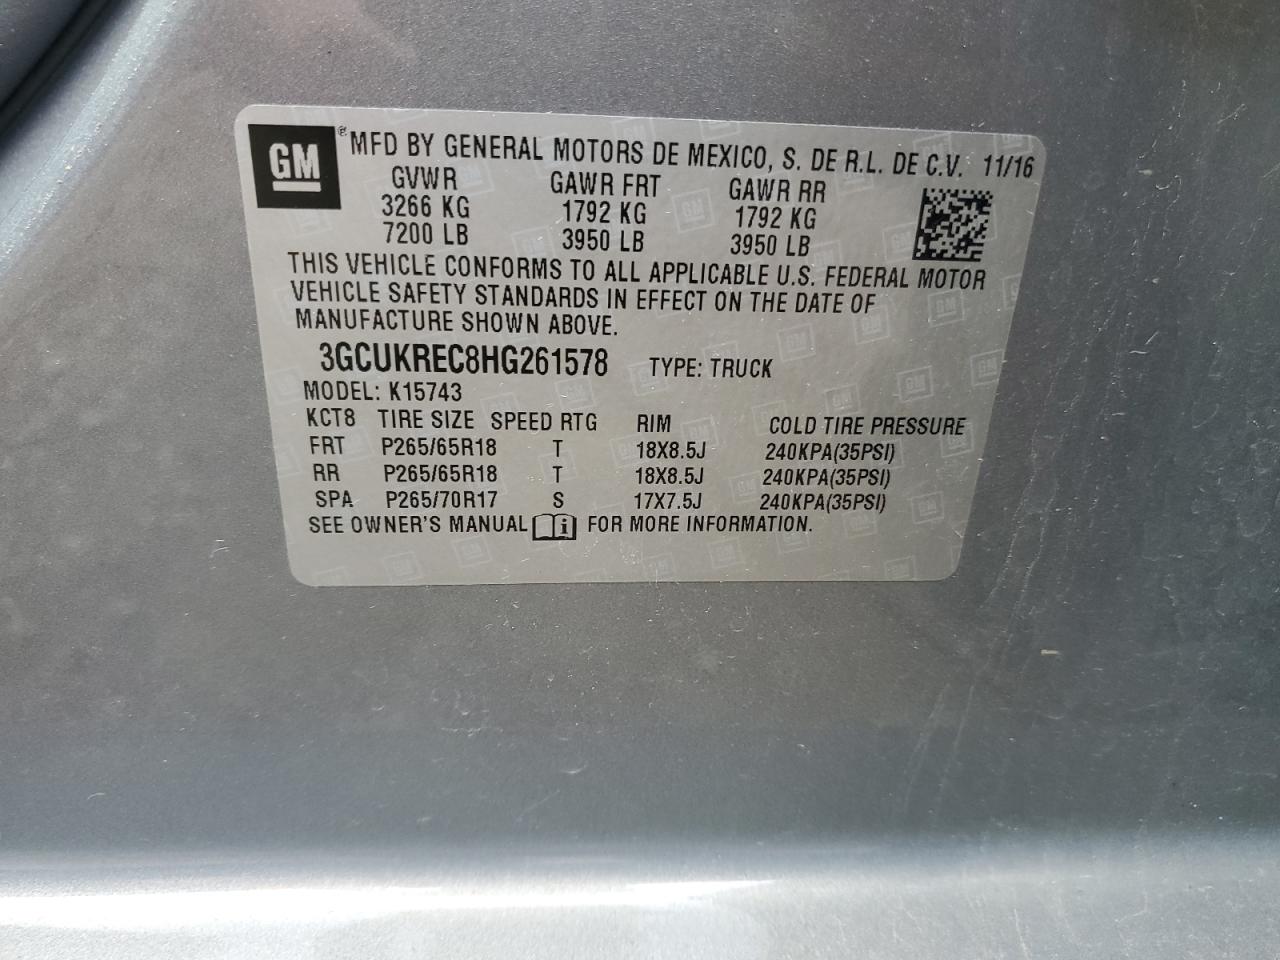 GM ® MFD BY GENERAL MOTORS DE MEXICO, S. DE R.L. DE C.V. 11/16
GVWR GAWR FRT GAWR RR
3266 KG 1792 KG 1792 KG
7200 LB 3950 LB 3950 LB
THIS VEHICLE CONFORMS TO ALL APPLICABLE U.S. FEDERAL MOTOR
VEHICLE SAFETY STANDARDS IN EFFECT ON THE DATE OF
MANUFACTURE SHOWN ABOVE.
3GCUKREC8HG261578 TYPE: TRUCK
MODEL: K15743
KCT8 TIRE SIZE SPEED RTG RIM COLD TIRE PRESSURE
FRT P265/65R18 T 18X8.5J 240KPA(35PSI)
RR P265/65R18 T 18X8.5J 240KPA(35PSI)
SPA P265/70R17 S 17X7.5J 240KPA(35PSI)
SEE OWNER'S MANUAL i FOR MORE INFORMATION.